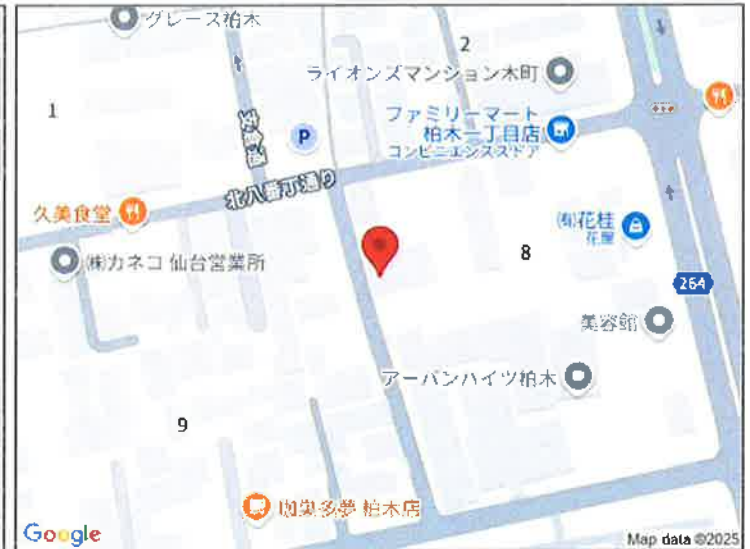 グレース柏木
2
ライオンズマンション木町
1
ファミリーマート
柏木一丁目店
コンビニエンスストア
P
北八番丁通り
久美食堂
(有)花桂
花屋
㈱カネコ 仙台営業所
8
264
美容館
アーバンハイツ柏木
9
珈巣多夢 柏木店
Google
Map data ©2025